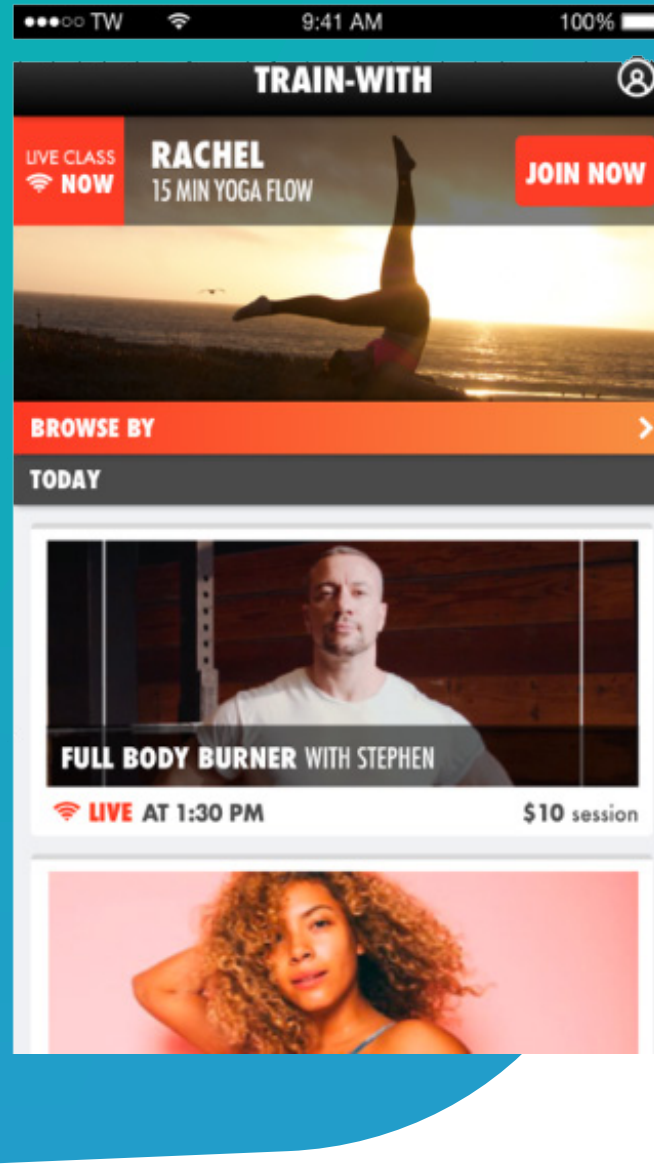 TW 9:41 AM 100%
TRAIN-WITH
LIVE CLASS
NOW
RACHEL
15 MIN YOGA FLOW
JOIN NOW
BROWSE BY
TODAY
FULL BODY BURNER WITH STEPHEN
LIVE AT 1:30 PM $10 session